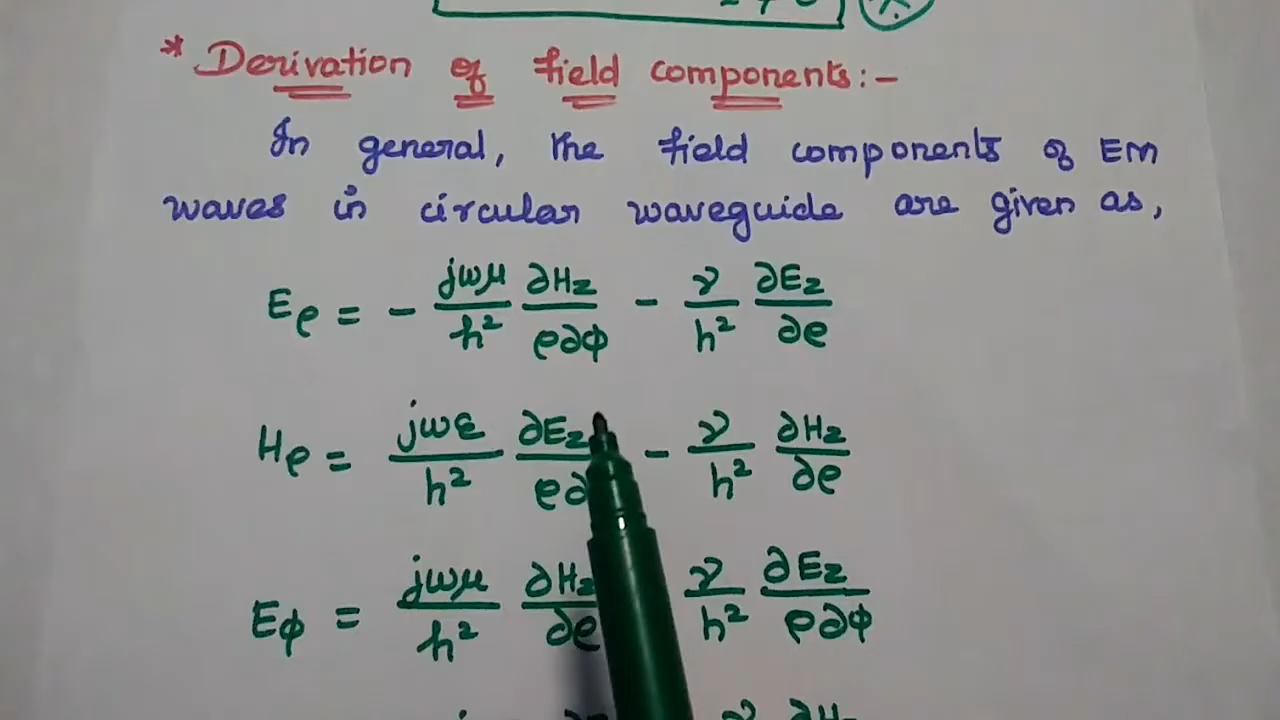 * Derivation of field components:-
In general, the field components of EM
waves in circular waveguide are given as,
Eρ = - jωμ/h² ∂Hz/ρ∂φ - γ/h² ∂Ez/∂ρ
Hρ = jωε/h² ∂Ez/ρ∂ - γ/h² ∂Hz/∂ρ
Eφ = jωμ/h² ∂Hz/∂ρ γ/h² ∂Ez/ρ∂φ